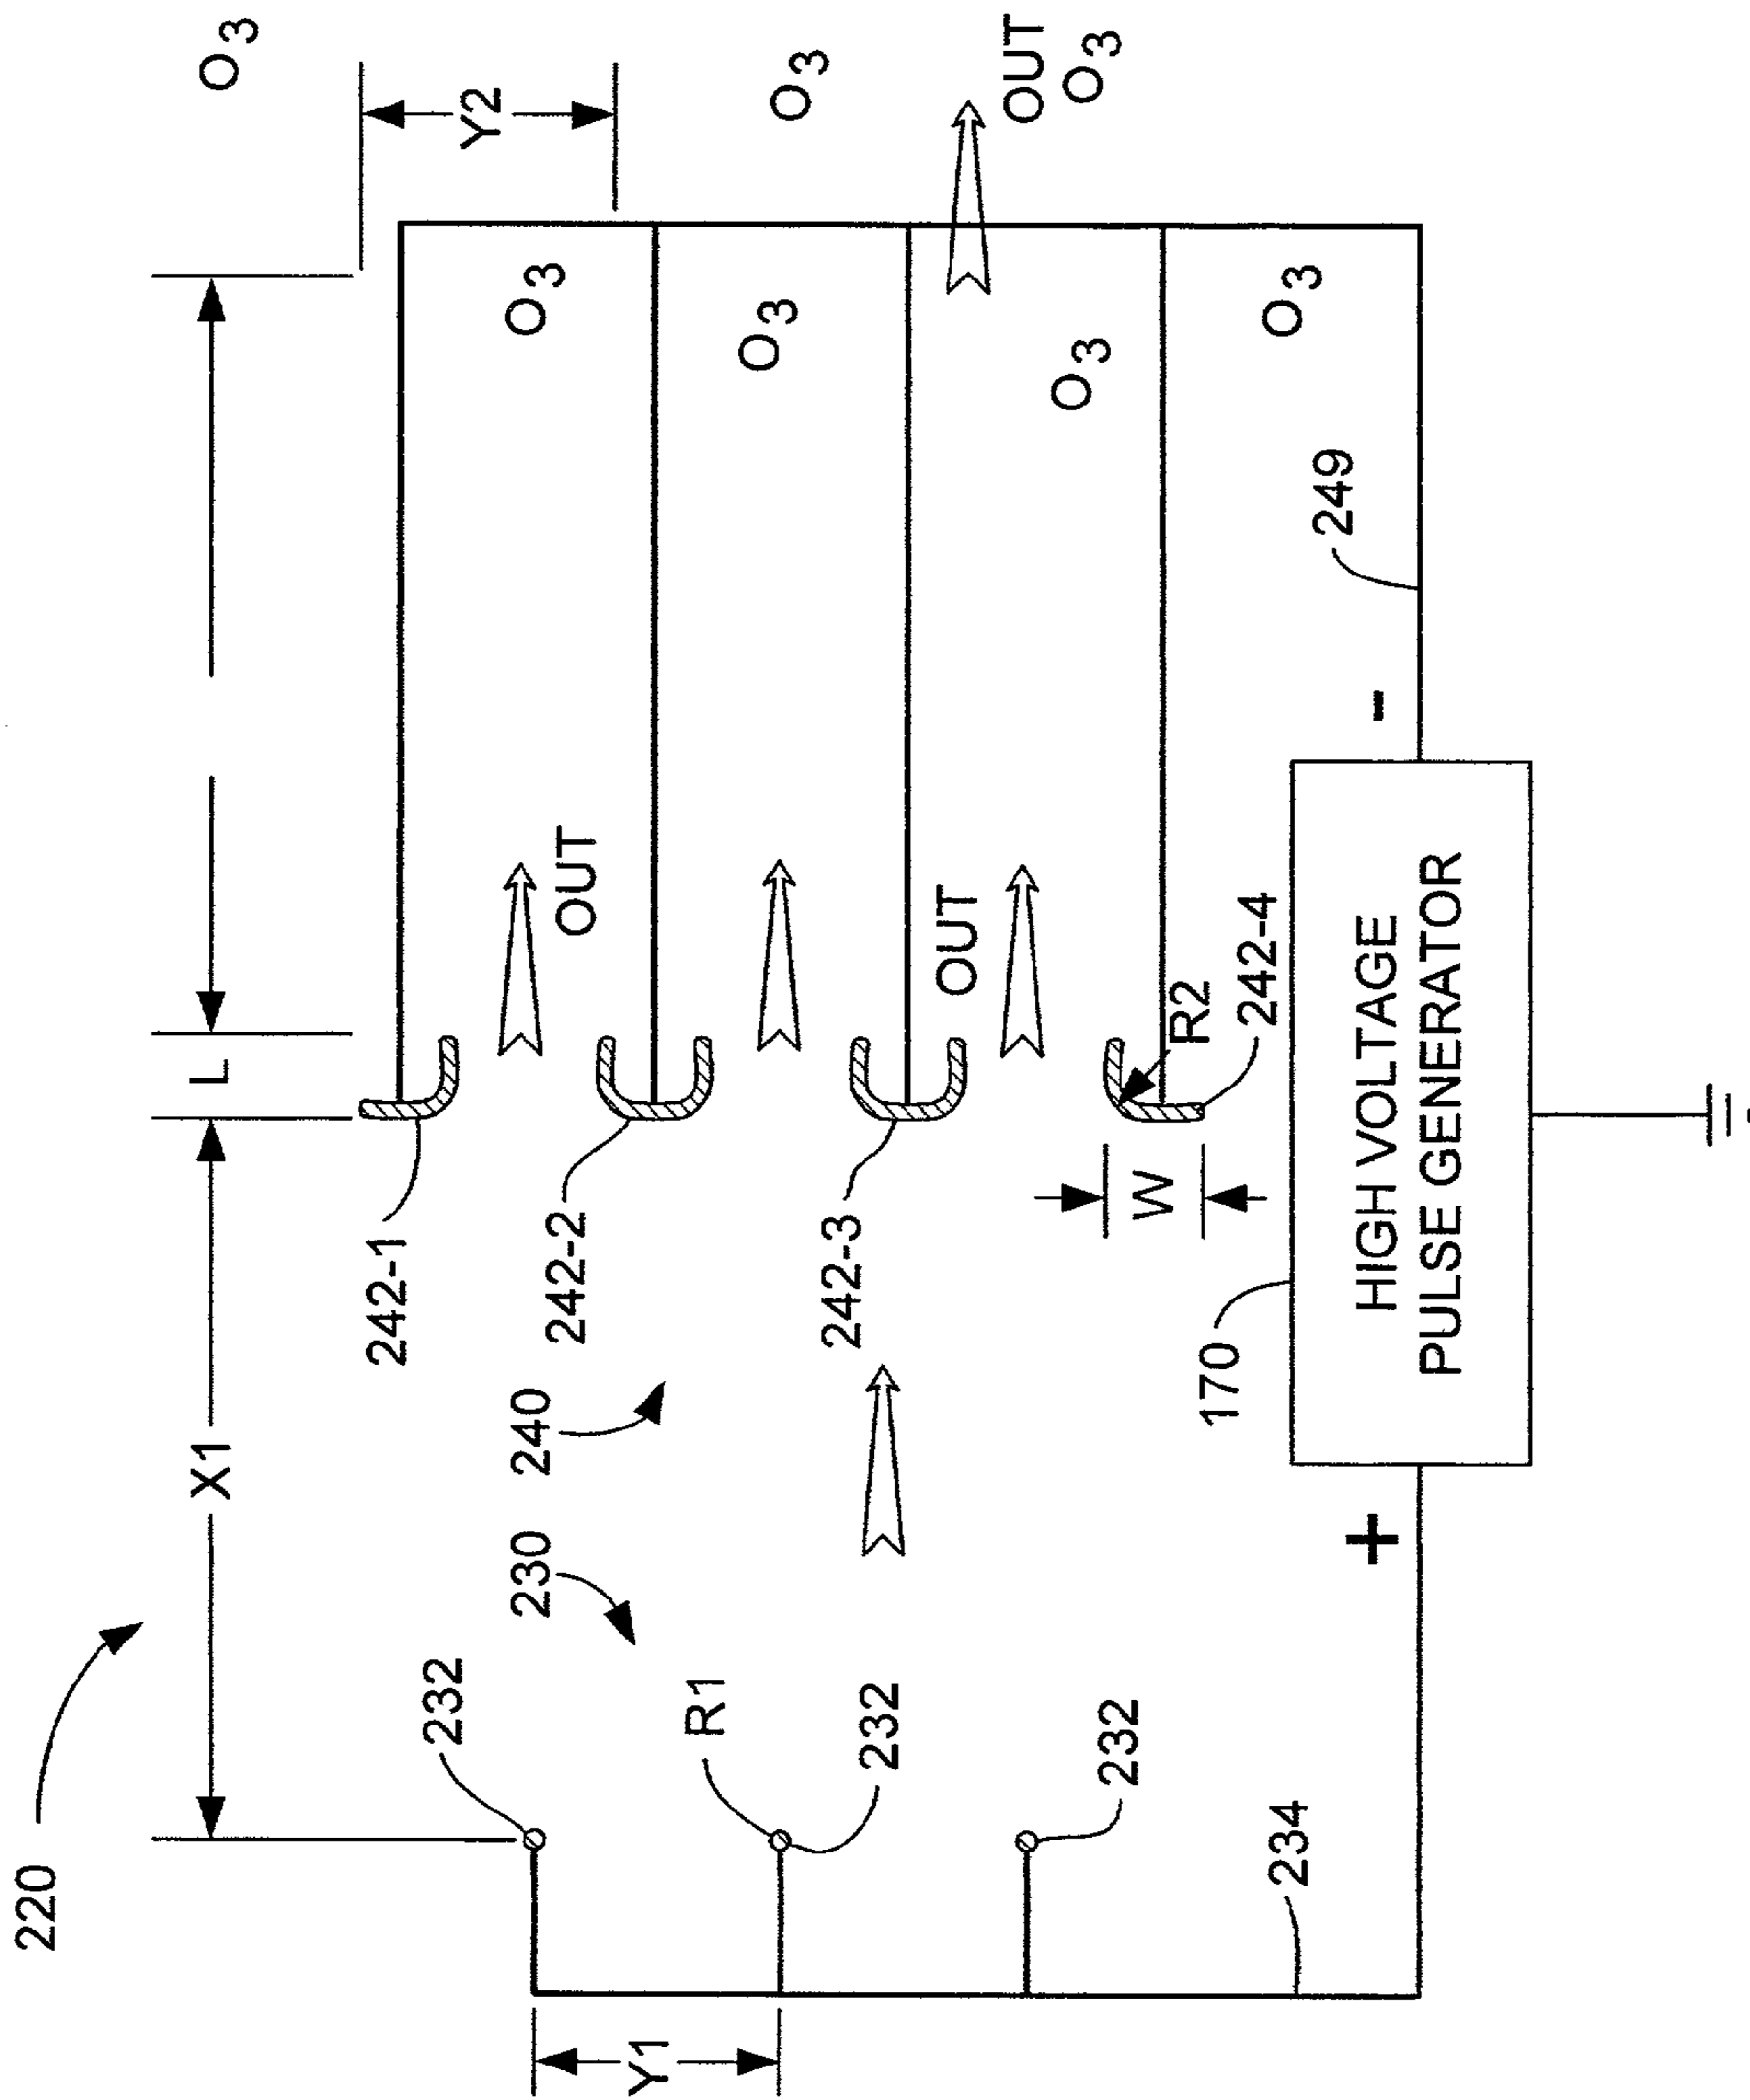 220
X1
L
Y2
O3
232
230
240
242-1
242-2
OUT
O3
R1
232
O3
O3
Y1
242-3
OUT
O3
OUT
O3
232
W
R2
242-4
O3
234
+
170
HIGH VOLTAGE
PULSE GENERATOR
-
249